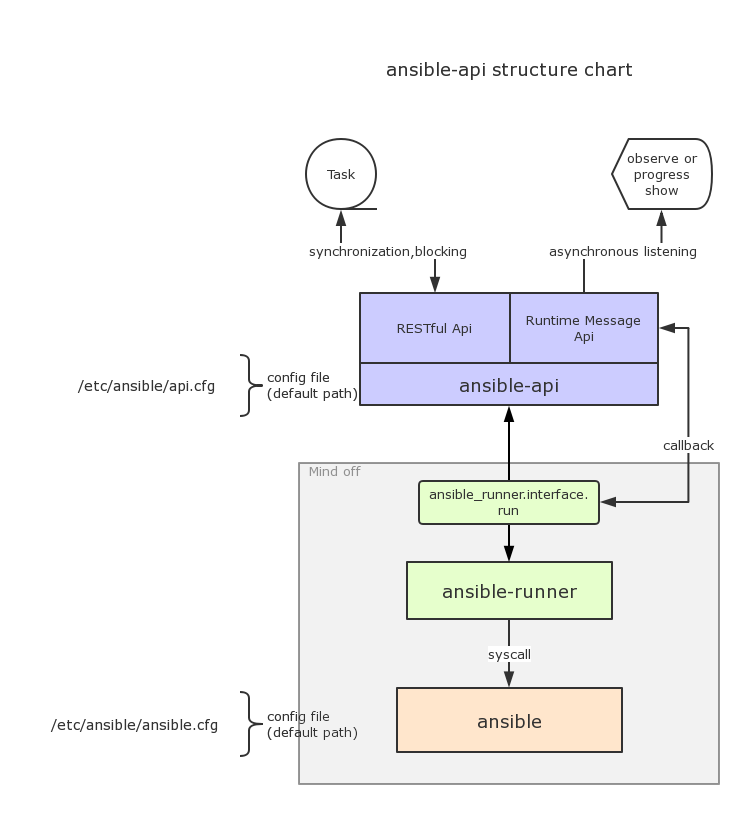 ansible-api structure chart
Task
observe or
progress
show
synchronization,blocking
asynchronous listening
RESTful Api
Runtime Message
Api
/etc/ansible/api.cfg
config file
(default path)
ansible-api
callback
Mind off
ansible_runner.interface.
run
ansible-runner
syscall
/etc/ansible/ansible.cfg
config file
(default path)
ansible